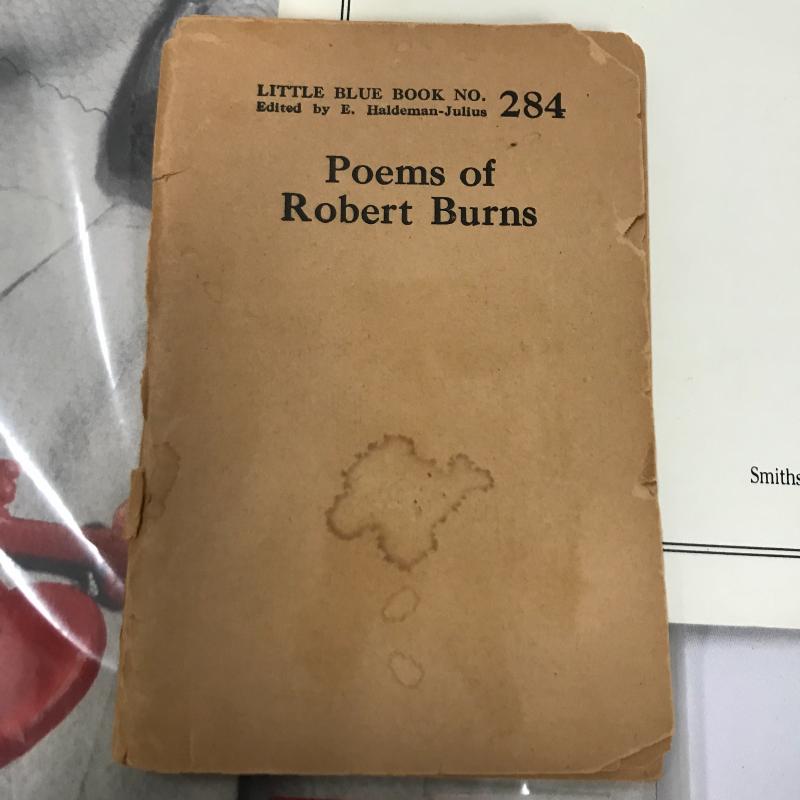 LITTLE BLUE BOOK NO. 284
Edited by E. Haldeman-Julius
Poems of
Robert Burns
Smiths